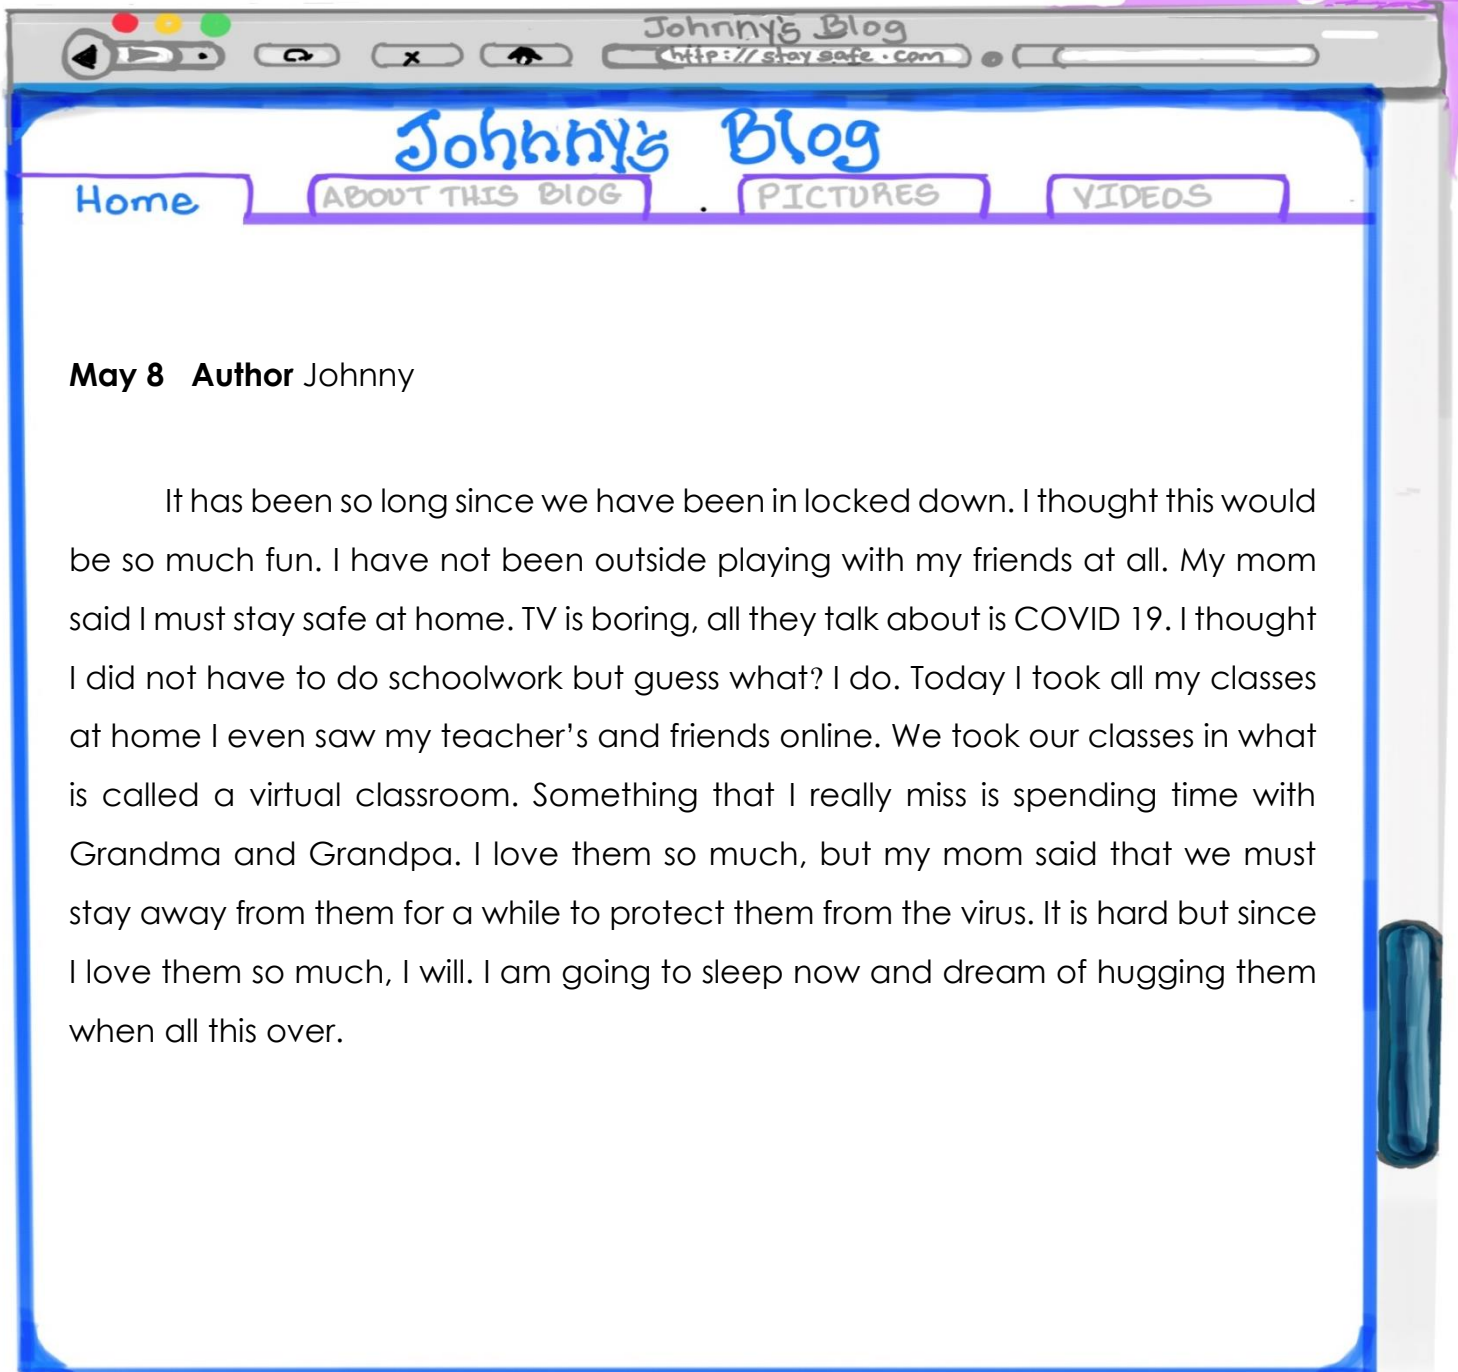 Johnny's Blog
http://staysafe.com
Johnny's Blog
Home ABOUT THIS BlOG . PICTURES VIDEOS
May 8 Author Johnny
It has been so long since we have been in locked down. I thought this would
be so much fun. I have not been outside playing with my friends at all. My mom
said I must stay safe at home. TV is boring, all they talk about is COVID 19. I thought
I did not have to do schoolwork but guess what? I do. Today I took all my classes
at home I even saw my teacher’s and friends online. We took our classes in what
is called a virtual classroom. Something that I really miss is spending time with
Grandma and Grandpa. I love them so much, but my mom said that we must
stay away from them for a while to protect them from the virus. It is hard but since
I love them so much, I will. I am going to sleep now and dream of hugging them
when all this over.